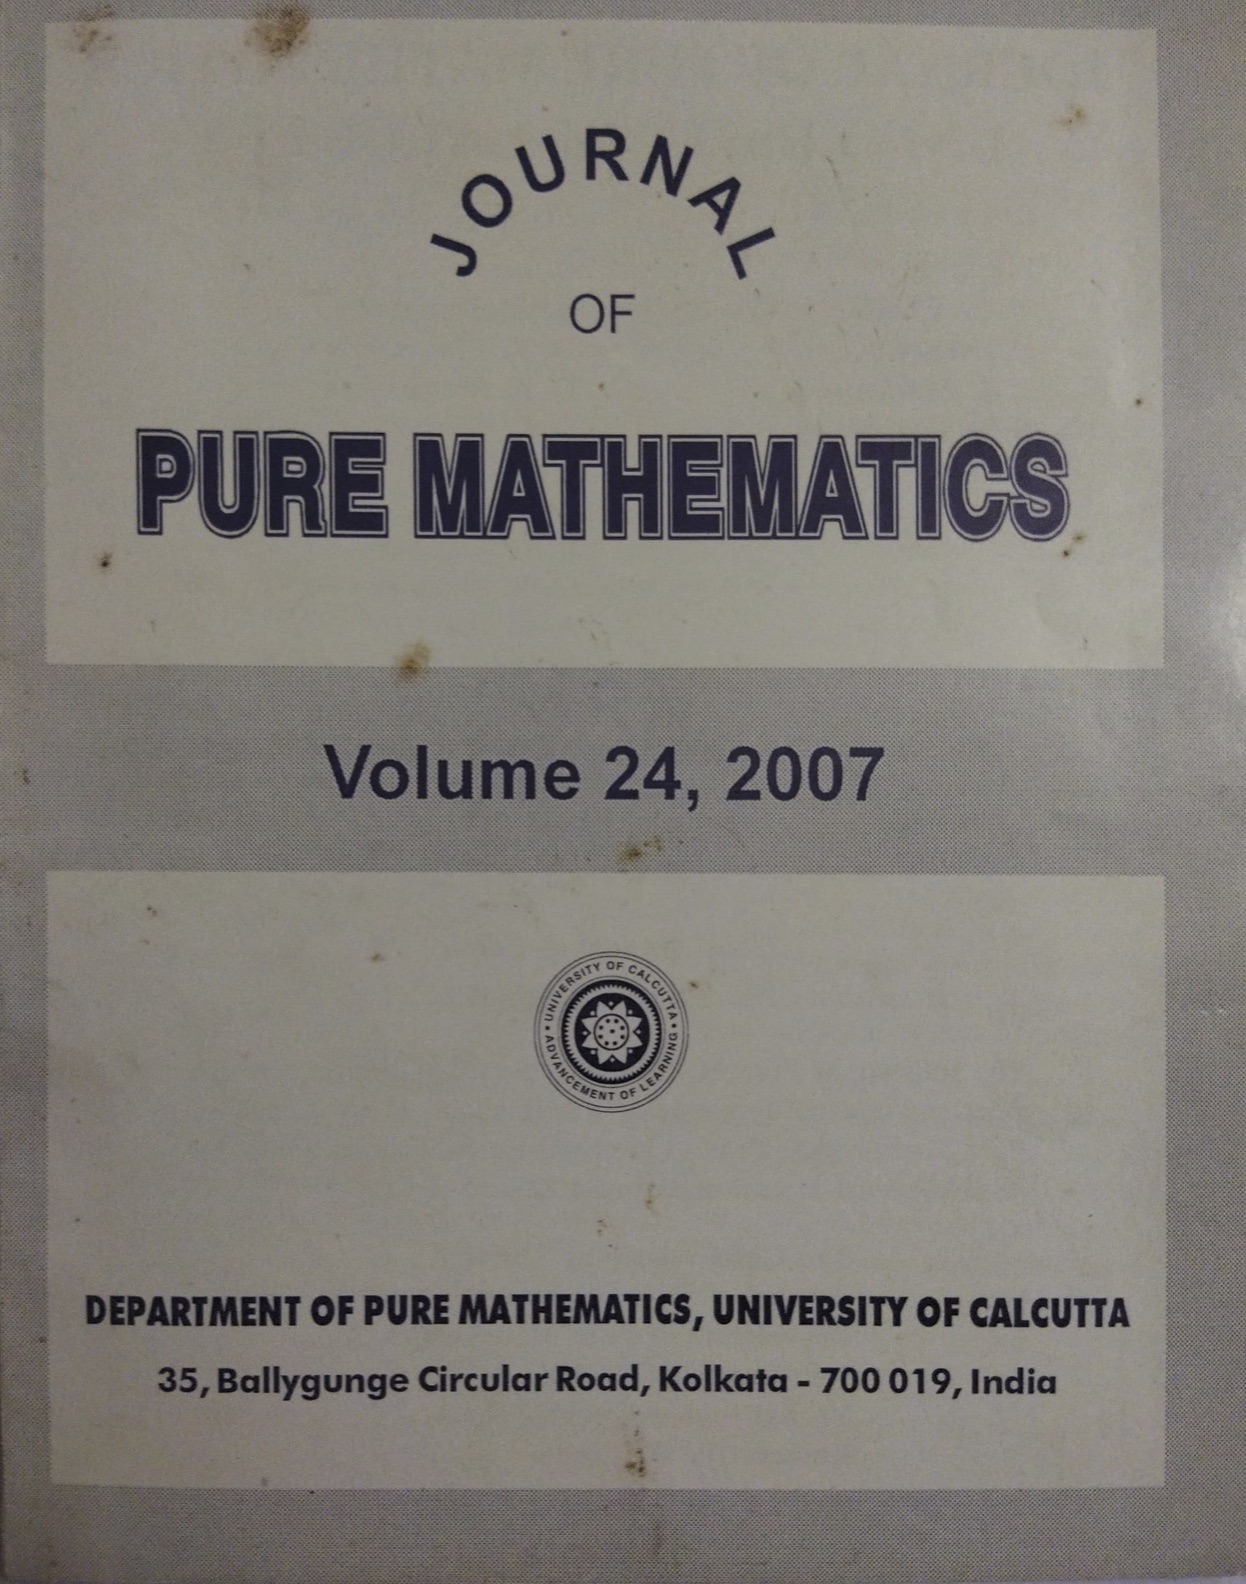 JOURNAL
OF
PURE MATHEMATICS
Volume 24, 2007
UNIVERSITY OF CALCUTTA
ADVANCEMENT OF LEARNING
DEPARTMENT OF PURE MATHEMATICS, UNIVERSITY OF CALCUTTA
35, Ballygunge Circular Road, Kolkata - 700 019, India